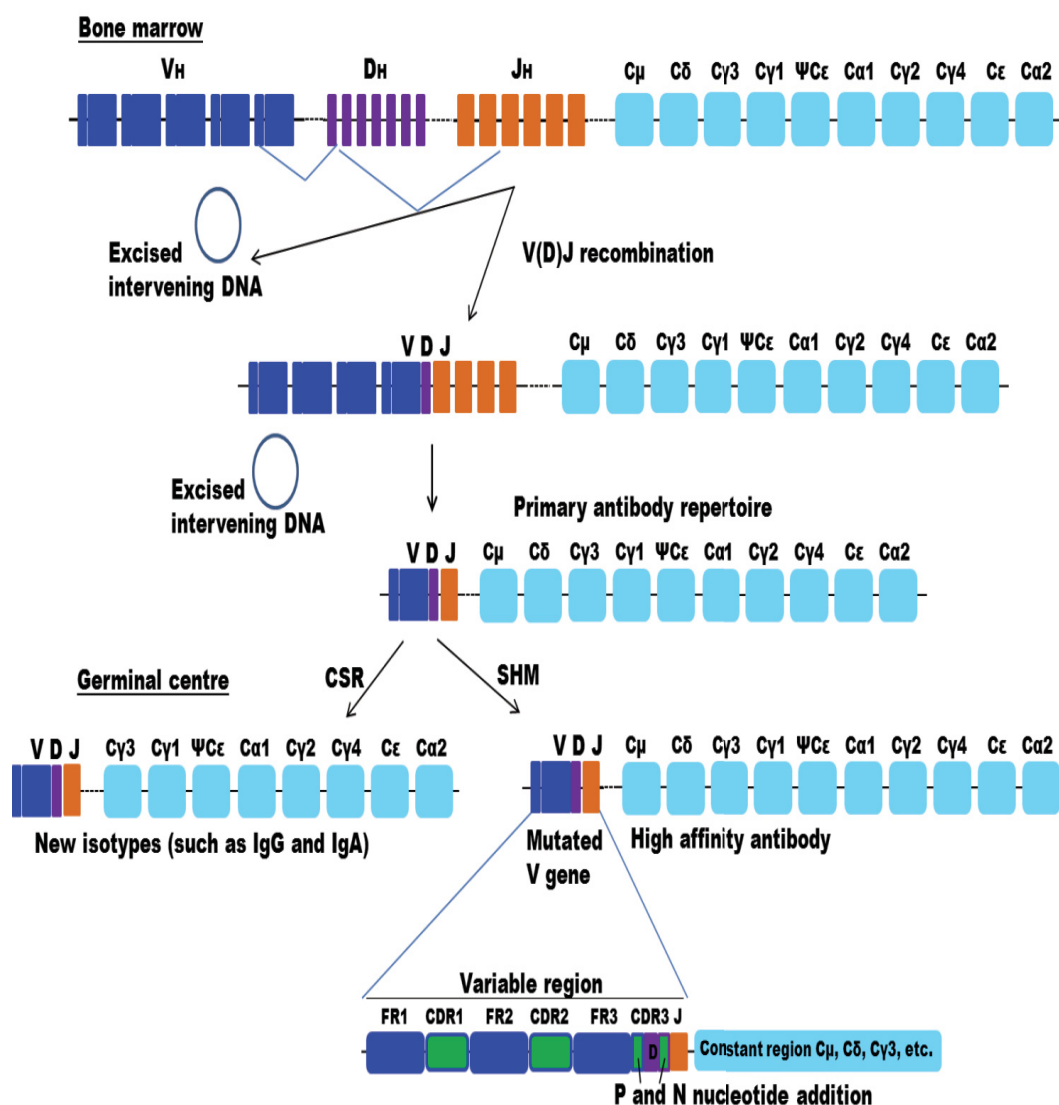 Bone marrow
VH DH JH Cμ Cδ Cγ3 Cγ1 ΨCε Cα1 Cγ2 Cγ4 Cε Cα2
Excised
intervening DNA
V(D)J recombination
V D J Cμ Cδ Cγ3 Cγ1 ΨCε Cα1 Cγ2 Cγ4 Cε Cα2
Excised
intervening DNA
Primary antibody repertoire
V D J Cμ Cδ Cγ3 Cγ1 ΨCε Cα1 Cγ2 Cγ4 Cε Cα2
CSR SHM
Germinal centre
V D J Cγ3 Cγ1 ΨCε Cα1 Cγ2 Cγ4 Cε Cα2
New isotypes (such as IgG and IgA)
V D J Cμ Cδ Cγ3 Cγ1 ΨCε Cα1 Cγ2 Cγ4 Cε Cα2
Mutated
V gene
High affinity antibody
Variable region
FR1 CDR1 FR2 CDR2 FR3 CDR3 J
D
Constant region Cμ, Cδ, Cγ3, etc.
P and N nucleotide addition